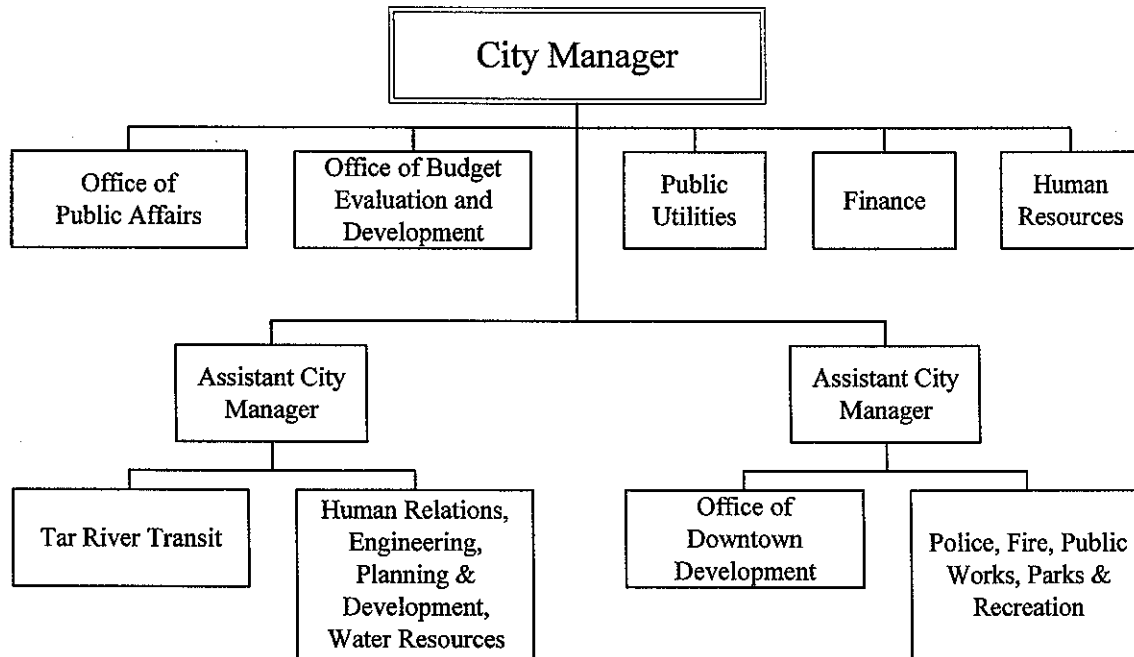 City Manager
Office of
Public Affairs
Office of Budget
Evaluation and
Development
Public
Utilities
Finance
Human
Resources
Assistant City
Manager
Assistant City
Manager
Tar River Transit
Human Relations,
Engineering,
Planning &
Development,
Water Resources
Office of
Downtown
Development
Police, Fire, Public
Works, Parks &
Recreation